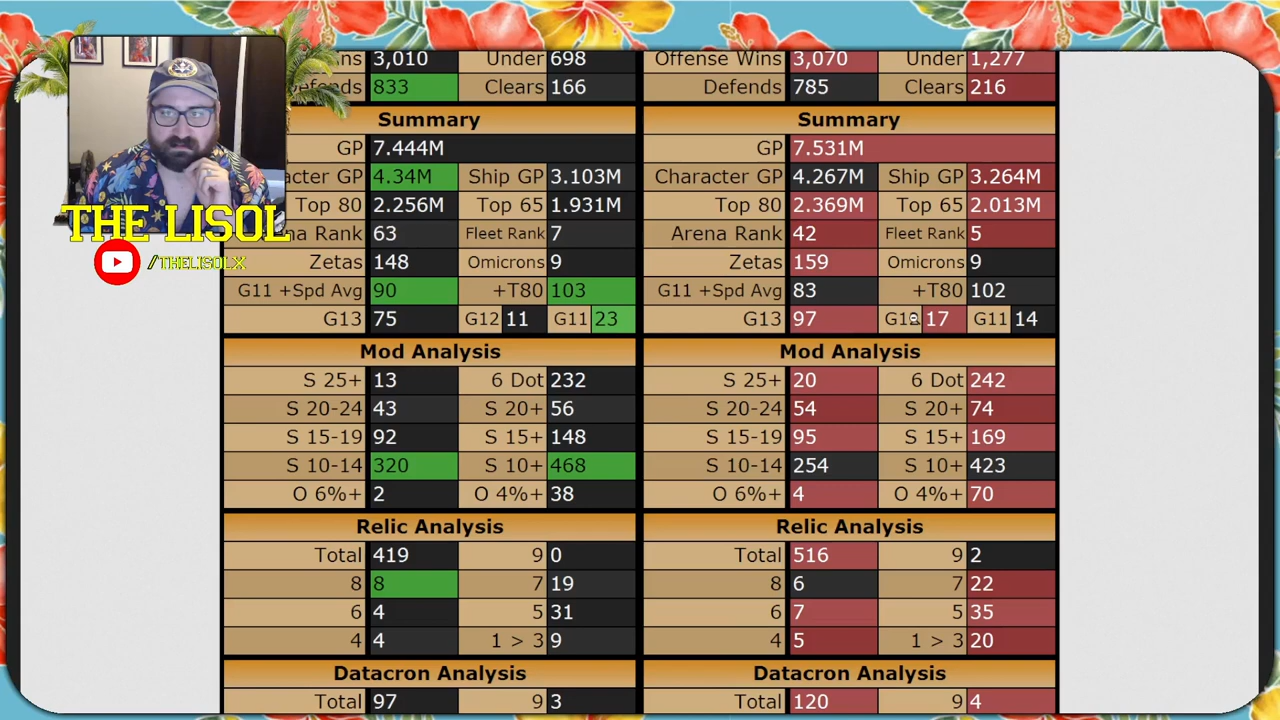 3,010 Under 698
833 Clears 166
Summary
GP 7.444M
acter GP 4.34M Ship GP 3.103M
Top 80 2.256M Top 65 1.931M
na Rank 63 Fleet Rank 7
Zetas 148 Omicrons 9
G11 +Spd Avg 90 +T80 103
G13 75 G12 11 G11 23
Mod Analysis
S 25+ 13 6 Dot 232
S 20-24 43 S 20+ 56
S 15-19 92 S 15+ 148
S 10-14 320 S 10+ 468
O 6%+ 2 O 4%+ 38
Relic Analysis
Total 419 9 0
8 8 7 19
6 4 5 31
4 4 1 > 3 9
Datacron Analysis
Total 97 9 3
Offense Wins 3,070 Under 1,277
Defends 785 Clears 216
Summary
GP 7.531M
Character GP 4.267M Ship GP 3.264M
Top 80 2.369M Top 65 2.013M
Arena Rank 42 Fleet Rank 5
Zetas 159 Omicrons 9
G11 +Spd Avg 83 +T80 102
G13 97 17 G11 14
Mod Analysis
S 25+ 20 6 Dot 242
S 20-24 54 S 20+ 74
S 15-19 95 S 15+ 169
S 10-14 254 S 10+ 423
O 6%+ 4 O 4%+ 70
Relic Analysis
Total 516 9 2
8 6 7 22
6 7 5 35
4 5 1 > 3 20
Datacron Analysis
Total 120 9 4
THE LISOL
/THELISOLX